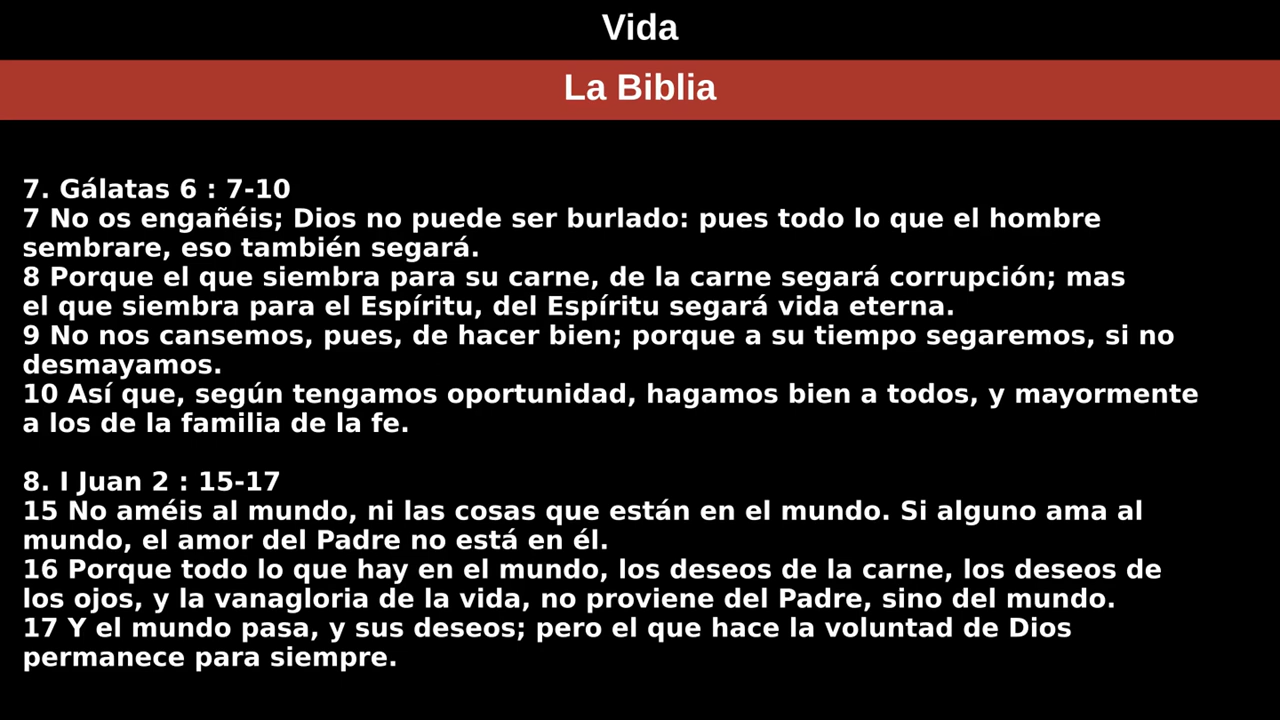 Vida
La Biblia
7. Gálatas 6 : 7-10
7 No os engañéis; Dios no puede ser burlado: pues todo lo que el hombre
sembrare, eso también segará.
8 Porque el que siembra para su carne, de la carne segará corrupción; mas
el que siembra para el Espíritu, del Espíritu segará vida eterna.
9 No nos cansemos, pues, de hacer bien; porque a su tiempo segaremos, si no
desmayamos.
10 Así que, según tengamos oportunidad, hagamos bien a todos, y mayormente
a los de la familia de la fe.
8. I Juan 2 : 15-17
15 No améis al mundo, ni las cosas que están en el mundo. Si alguno ama al
mundo, el amor del Padre no está en él.
16 Porque todo lo que hay en el mundo, los deseos de la carne, los deseos de
los ojos, y la vanagloria de la vida, no proviene del Padre, sino del mundo.
17 Y el mundo pasa, y sus deseos; pero el que hace la voluntad de Dios
permanece para siempre.